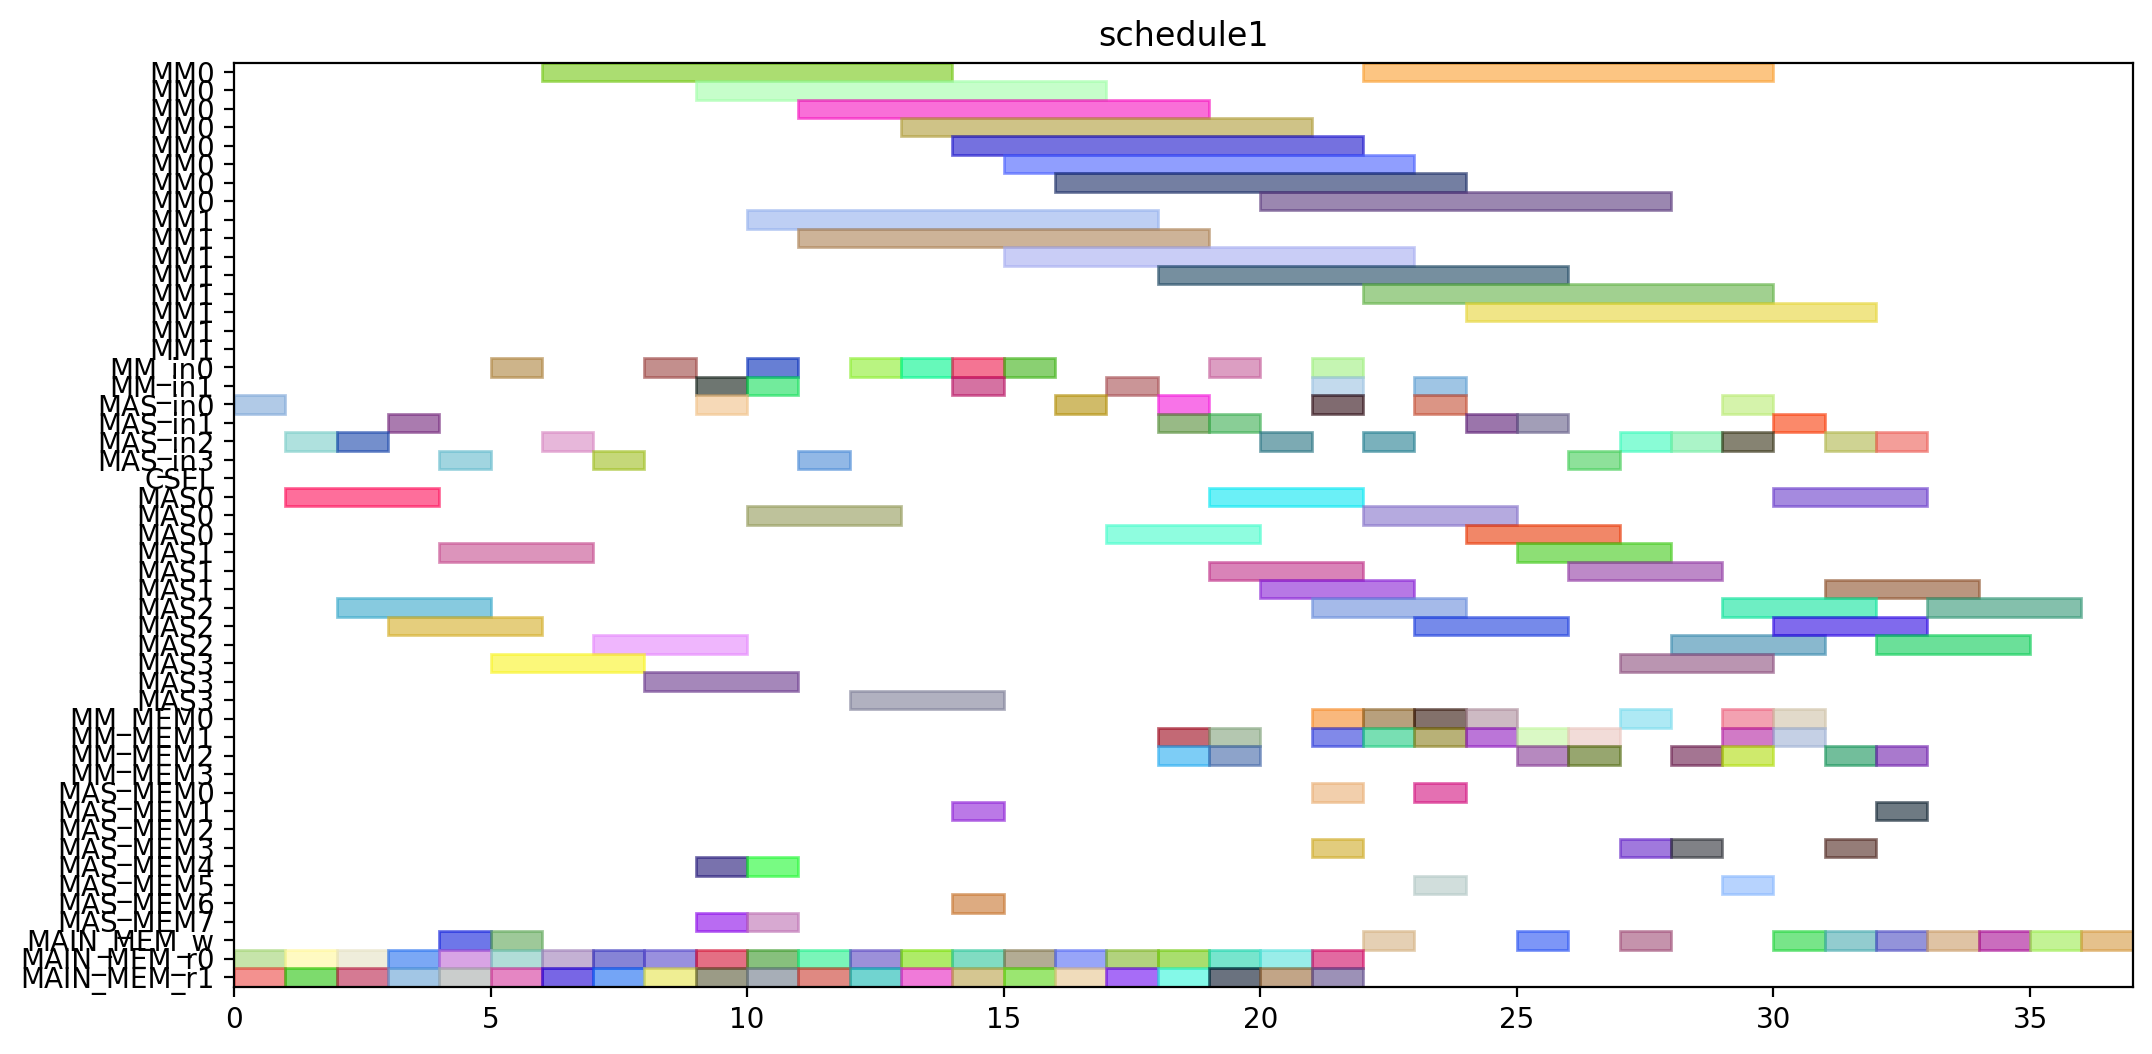 schedule1
MM0
MM0
MM0
MM0
MM0
MM0
MM0
MM0
MM1
MM1
MM1
MM1
MM1
MM1
MM1
MM1
MM_in0
MM_in1
MAS_in0
MAS_in1
MAS_in2
MAS_in3
CSEL
MAS0
MAS0
MAS0
MAS1
MAS1
MAS1
MAS2
MAS2
MAS2
MAS3
MAS3
MAS3
MM_MEM0
MM_MEM1
MM_MEM2
MM_MEM3
MAS_MEM0
MAS_MEM1
MAS_MEM2
MAS_MEM3
MAS_MEM4
MAS_MEM5
MAS_MEM6
MAS_MEM7
MAIN_MEM_w
MAIN_MEM_r0
MAIN_MEM_r1
0 5 10 15 20 25 30 35